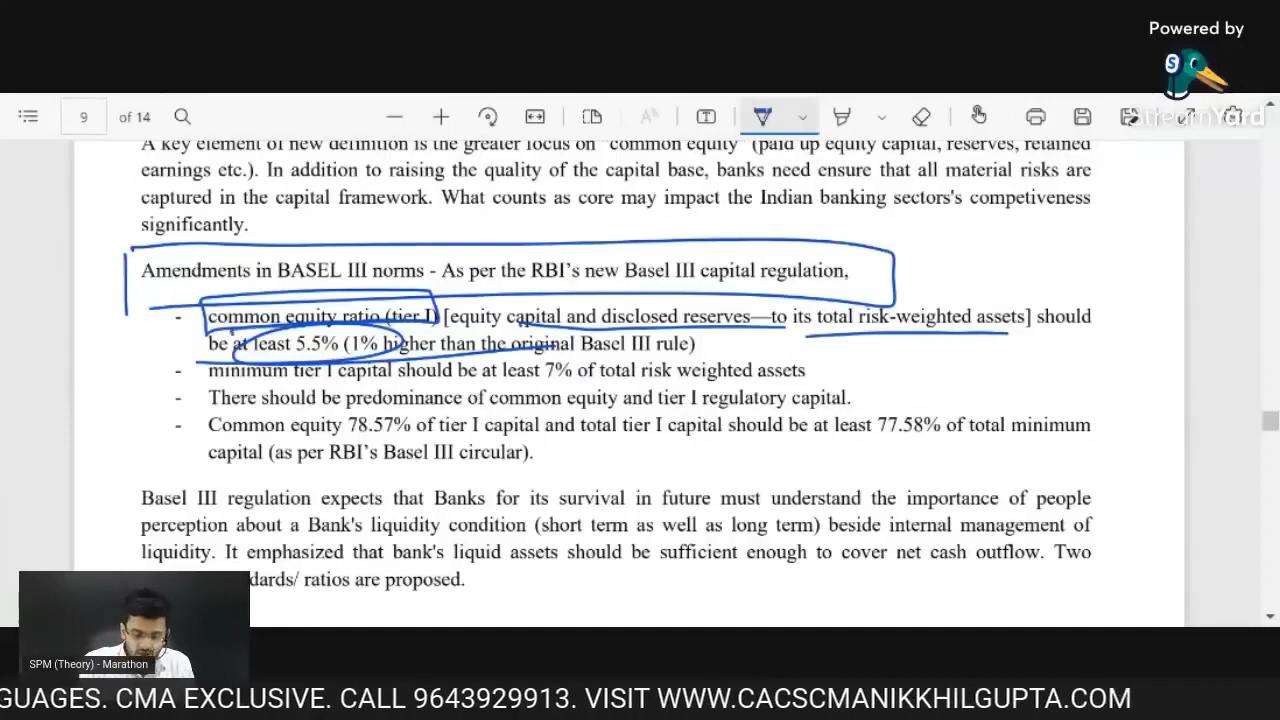 Powered by
S
StreamYard
9
of 14
A key element of new definition is the greater focus on "common equity" (paid up equity capital, reserves, retained
earnings etc.). In addition to raising the quality of the capital base, banks need ensure that all material risks are
captured in the capital framework. What counts as core may impact the Indian banking sectors's competiveness
significantly.
Amendments in BASEL III norms - As per the RBI's new Basel III capital regulation,
- common equity ratio (tier I) [equity capital and disclosed reserves—to its total risk-weighted assets] should
be at least 5.5% (1% higher than the original Basel III rule)
- minimum tier I capital should be at least 7% of total risk weighted assets
- There should be predominance of common equity and tier I regulatory capital.
- Common equity 78.57% of tier I capital and total tier I capital should be at least 77.58% of total minimum
capital (as per RBI's Basel III circular).
Basel III regulation expects that Banks for its survival in future must understand the importance of people
perception about a Bank's liquidity condition (short term as well as long term) beside internal management of
liquidity. It emphasized that bank's liquid assets should be sufficient enough to cover net cash outflow. Two
dards/ ratios are proposed.
SPM (Theory) - Marathon
GUAGES. CMA EXCLUSIVE. CALL 9643929913. VISIT WWW.CACSCMANIKKHILGUPTA.COM